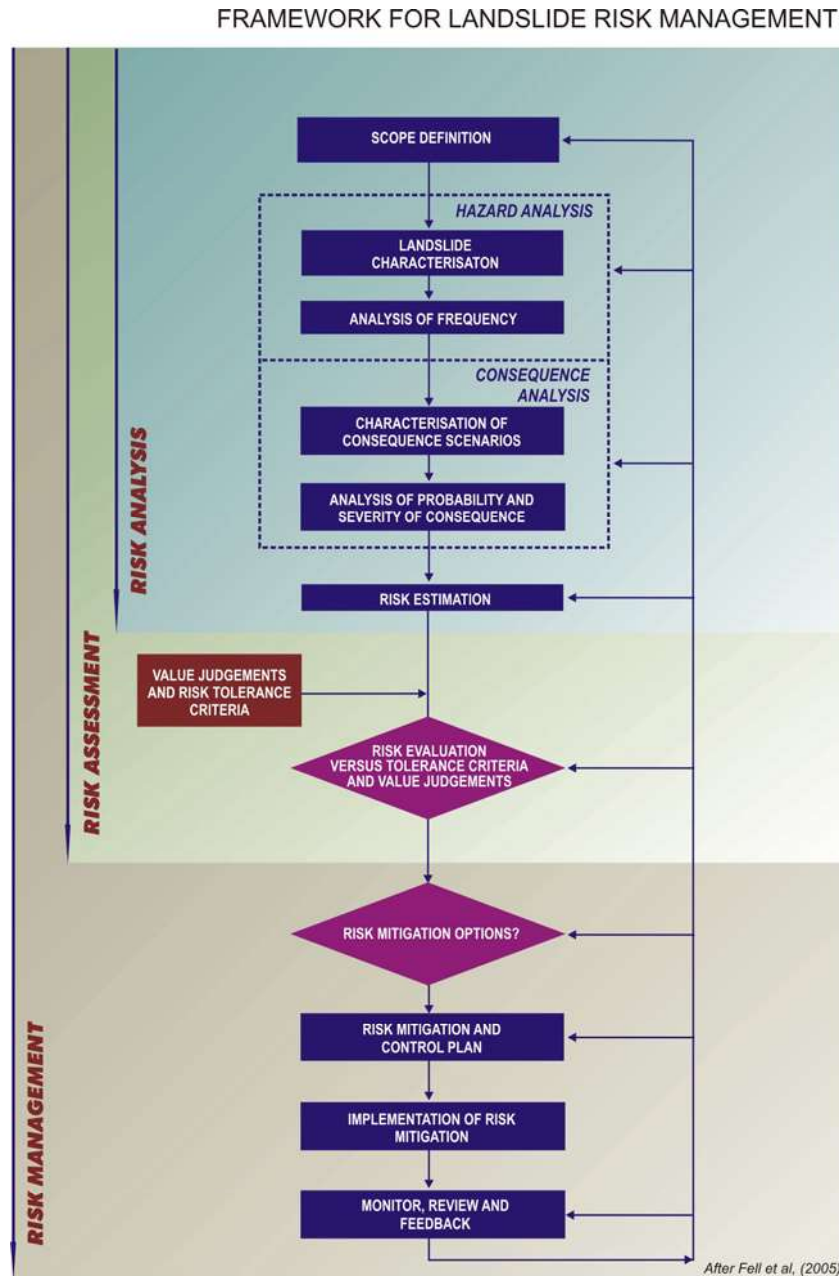 FRAMEWORK FOR LANDSLIDE RISK MANAGEMENT
SCOPE DEFINITION
HAZARD ANALYSIS
LANDSLIDE
CHARACTERISATON
ANALYSIS OF FREQUENCY
CONSEQUENCE
ANALYSIS
CHARACTERISATION OF
CONSEQUENCE SCENARIOS
ANALYSIS OF PROBABILITY AND
SEVERITY OF CONSEQUENCE
RISK ESTIMATION
RISK ANALYSIS
VALUE JUDGEMENTS
AND RISK TOLERANCE
CRITERIA
RISK EVALUATION
VERSUS TOLERANCE CRITERIA
AND VALUE JUDGEMENTS
RISK ASSESSMENT
RISK MITIGATION OPTIONS?
RISK MITIGATION AND
CONTROL PLAN
IMPLEMENTATION OF RISK
MITIGATION
MONITOR, REVIEW AND
FEEDBACK
RISK MANAGEMENT
After Fell et al, (2005)